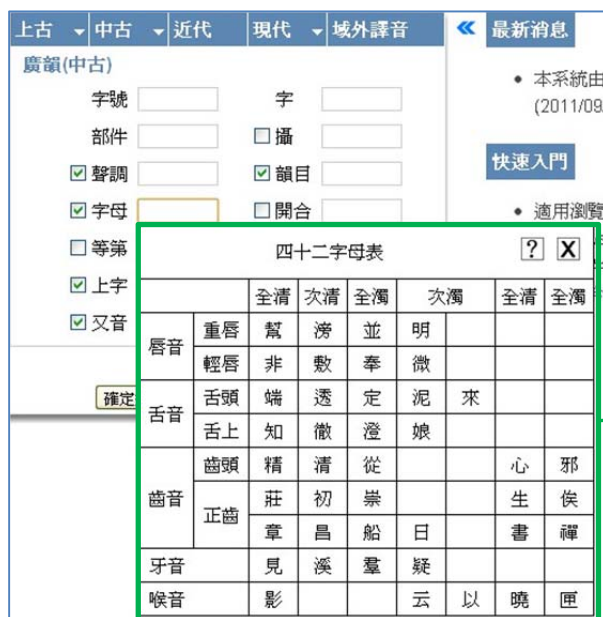 上古 中古 近代 現代 域外譯音 最新消息
廣韻(中古)
字號 字
部件 攝
聲調 韻目
字母 開合
等第
上字
又音
確定
本系統由
(2011/09
快速入門
適用瀏覽
四十二字母表 ? X
全清 次清 全濁 次濁 全清 全濁
唇音 重唇 幫 滂 並 明
輕唇 非 敷 奉 微
舌音 舌頭 端 透 定 泥 來
舌上 知 徹 澄 娘
齒音 齒頭 精 清 從 心 邪
正齒 莊 初 崇 生 俟
章 昌 船 日 書 禪
牙音 見 溪 羣 疑
喉音 影 云 以 曉 匣